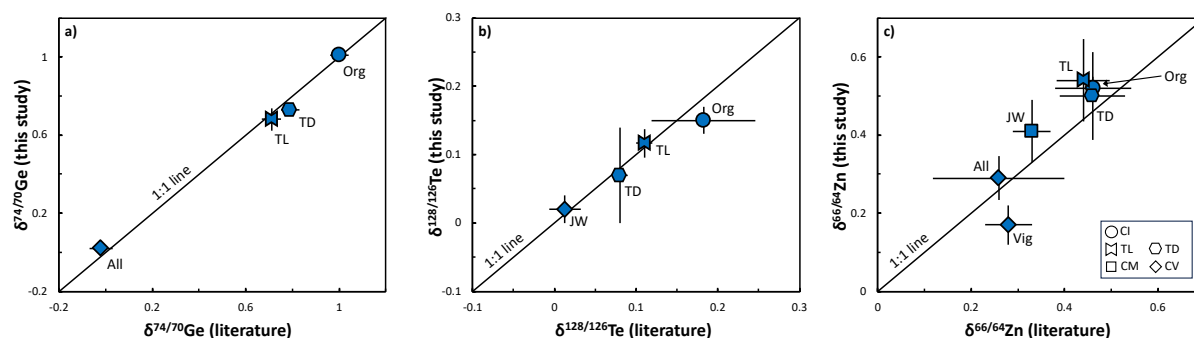 a)
δ74/70Ge (this study)
1
0.6
0.2
-0.2
-0.2
0.2
0.6
1
δ74/70Ge (literature)
Org
TD
TL
1:1 line
All
b)
δ128/126Te (this study)
0.3
0.2
0.1
0
-0.1
-0.1
0
0.1
0.2
0.3
δ128/126Te (literature)
Org
TL
TD
JW
1:1 line
c)
δ66/64Zn (this study)
0.6
0.4
0.2
0
0
0.2
0.4
0.6
δ66/64Zn (literature)
TL
Org
TD
JW
All
Vig
1:1 line
CI
TL TD
CM CV